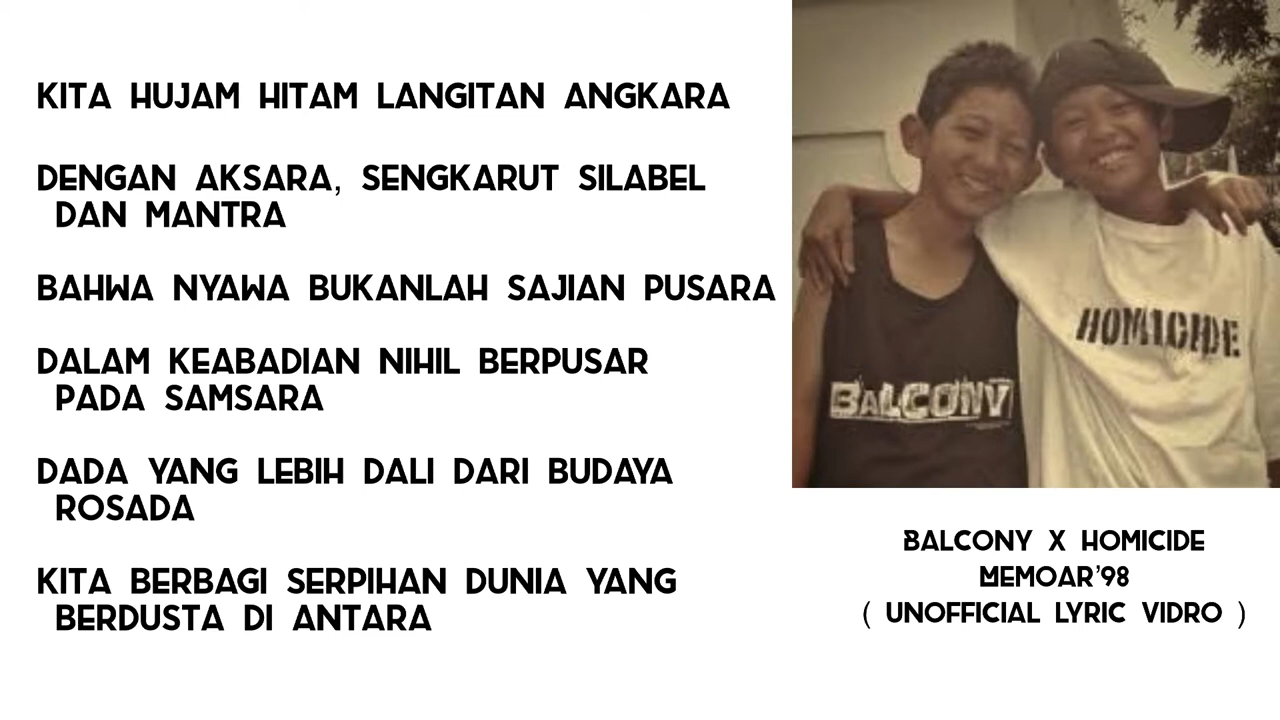 KITA HUJAM HITAM LANGITAN ANGKARA
DENGAN AKSARA, SENGKARUT SILABEL
DAN MANTRA
BAHWA NYAWA BUKANLAH SAJIAN PUSARA
DALAM KEABADIAN NIHIL BERPUSAR
PADA SAMSARA
DADA YANG LEBIH DALI DARI BUDAYA
ROSADA
KITA BERBAGI SERPIHAN DUNIA YANG
BERDUSTA DI ANTARA
BALCONY
HOMICIDE
BALCONY X HOMICIDE
MEMOAR'98
( UNOFFICIAL LYRIC VIDRO )